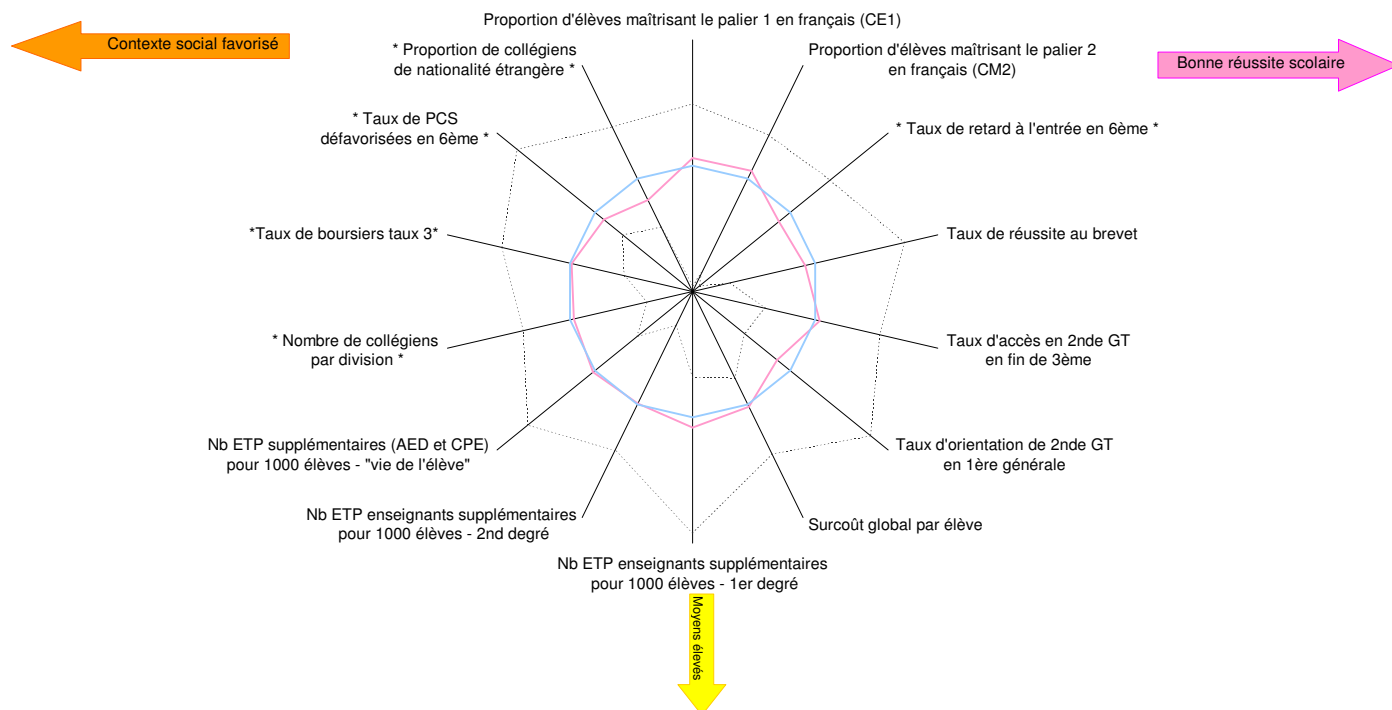 Proportion d'élèves maîtrisant le palier 1 en français (CE1)
Contexte social favorisé
* Proportion de collégiens
de nationalité étrangère *
Proportion d'élèves maîtrisant le palier 2
en français (CM2)
Bonne réussite scolaire
* Taux de PCS
défavorisées en 6ème *
* Taux de retard à l'entrée en 6ème *
*Taux de boursiers taux 3*
Taux de réussite au brevet
* Nombre de collégiens
par division *
Taux d'accès en 2nde GT
en fin de 3ème
Nb ETP supplémentaires (AED et CPE)
pour 1000 élèves - "vie de l'élève"
Taux d'orientation de 2nde GT
en 1ère générale
Nb ETP enseignants supplémentaires
pour 1000 élèves - 2nd degré
Surcoût global par élève
Nb ETP enseignants supplémentaires
pour 1000 élèves - 1er degré
Moyens élevés